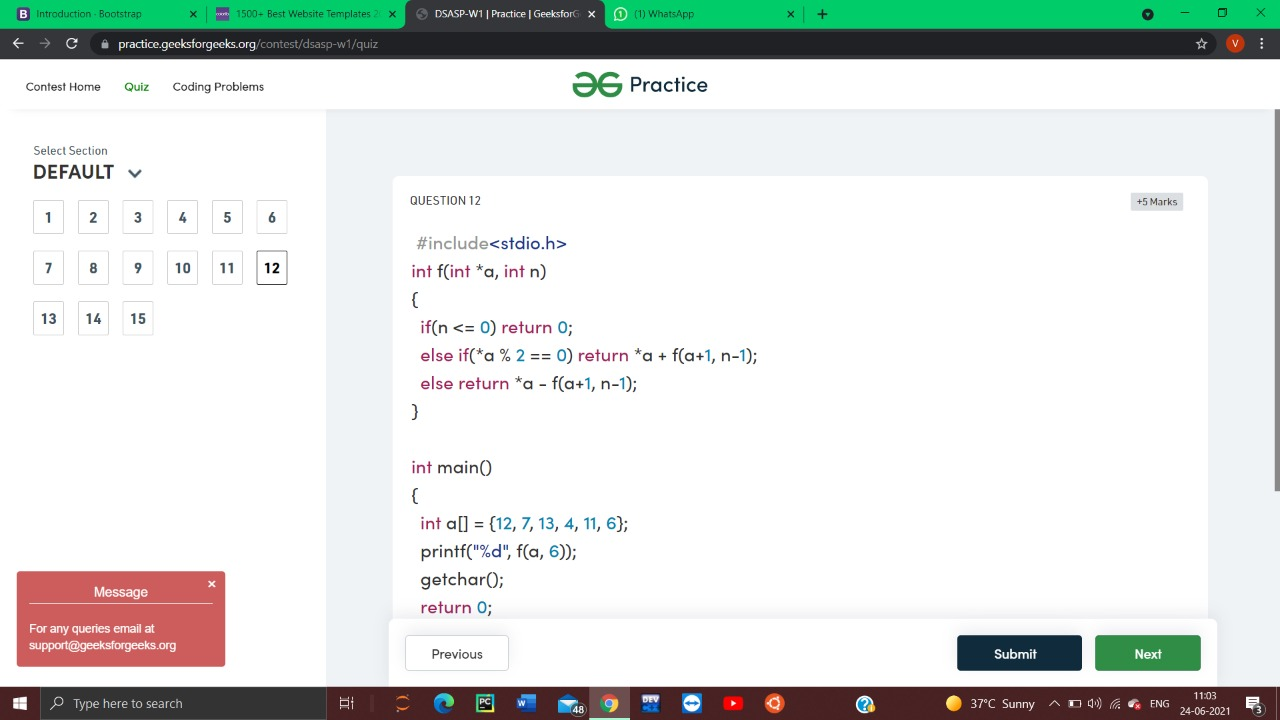 Introduction · Bootstrap
1500+ Best Website Templates 2
DSASP-W1 | Practice | GeeksforG
(1) WhatsApp
practice.geeksforgeeks.org/contest/dsasp-w1/quiz
V
Contest Home
Quiz
Coding Problems
Practice
Select Section
DEFAULT
1 2 3 4 5 6
7 8 9 10 11 12
13 14 15
QUESTION 12
+5 Marks
#include<stdio.h>
int f(int *a, int n)
{
if(n <= 0) return 0;
else if(*a % 2 == 0) return *a + f(a+1, n-1);
else return *a - f(a+1, n-1);
}
int main()
{
int a[] = {12, 7, 13, 4, 11, 6};
printf("%d", f(a, 6));
getchar();
return 0;
Message
For any queries email at
support@geeksforgeeks.org
Previous
Submit
Next
Type here to search
PC
W
48
DEV
37°C Sunny
ENG
11:03
24-06-2021
3